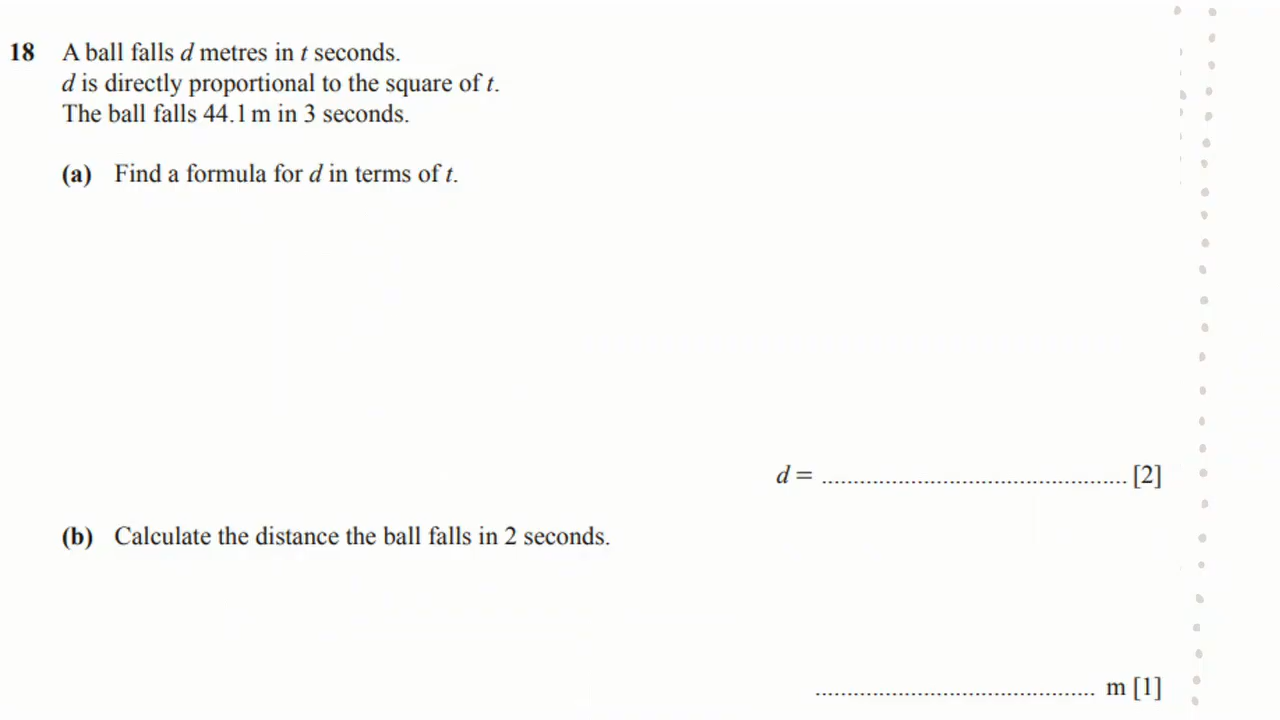 18 A ball falls d metres in t seconds.
d is directly proportional to the square of t.
The ball falls 44.1 m in 3 seconds.
(a) Find a formula for d in terms of t.
d = ................................................ [2]
(b) Calculate the distance the ball falls in 2 seconds.
............................................ m [1]